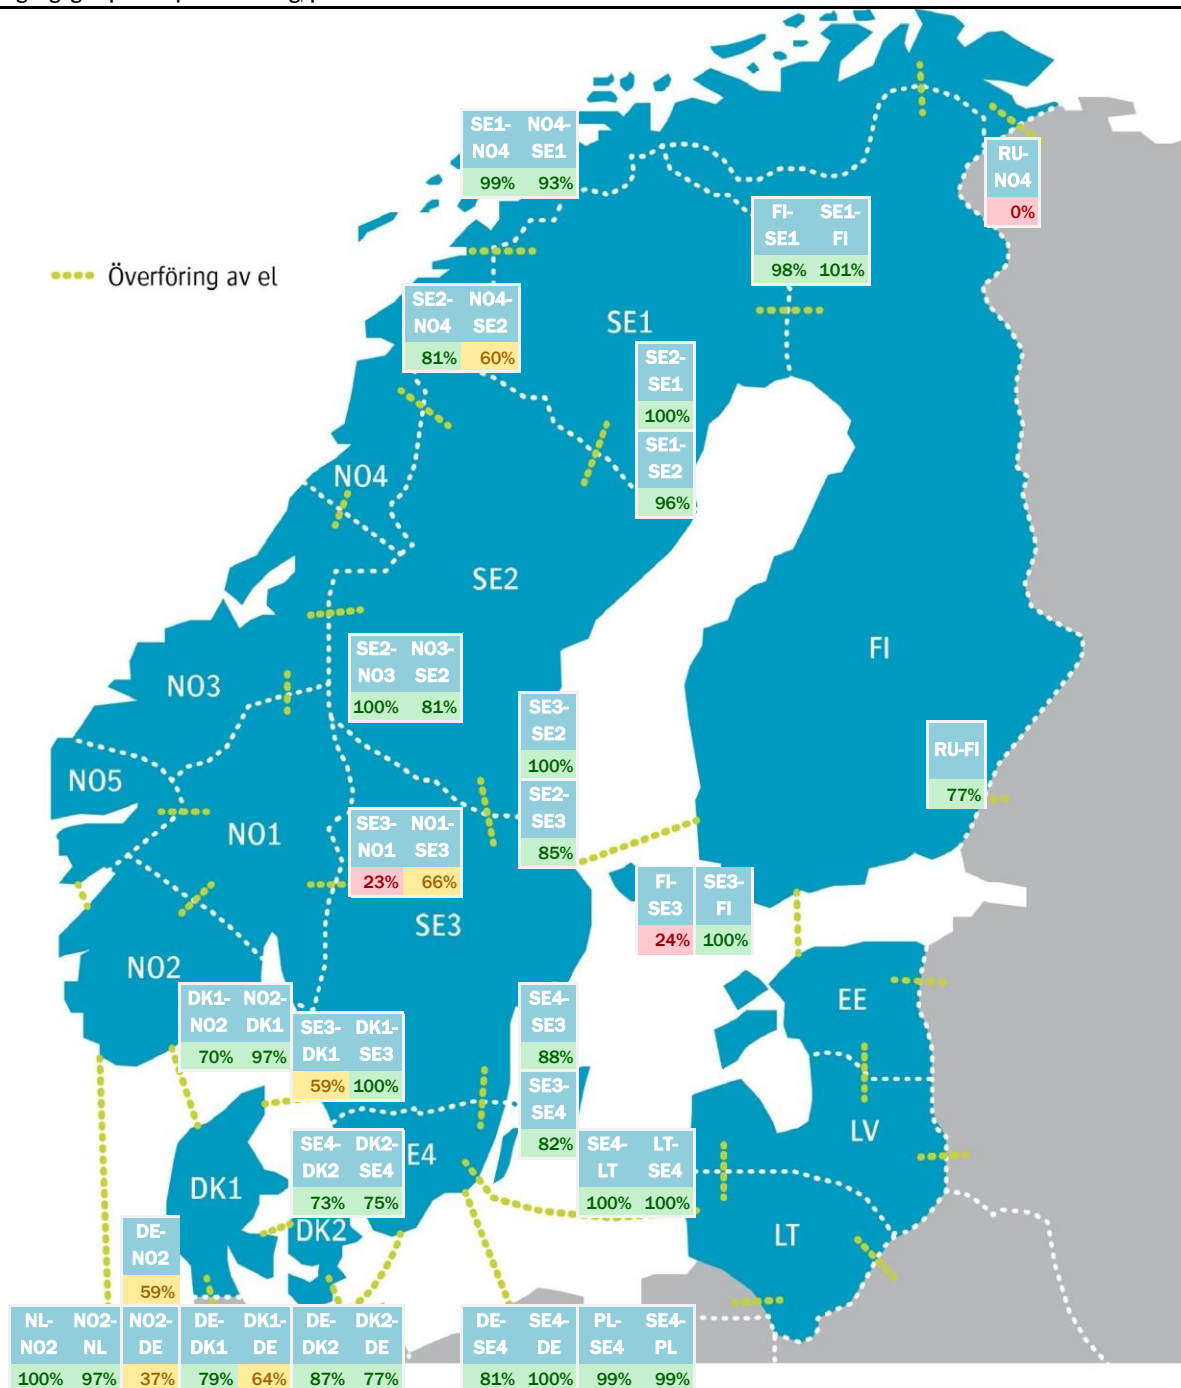 SE1- NO4-
NO4 SE1
99% 93%
RU-
NO4
0%
FI- SE1-
SE1 FI
98% 101%
Överföring av el
SE2- NO4-
NO4 SE2
81% 60%
SE1
SE2-
SE1
100%
SE1-
SE2
96%
NO4
SE2
FI
SE2- NO3-
NO3 SE2
100% 81%
NO3
SE3-
SE2
100%
RU-FI
77%
NO5
SE2-
SE3
85%
NO1
SE3- NO1-
NO1 SE3
23% 66%
FI- SE3-
SE3 FI
24% 100%
SE3
NO2
DK1- NO2-
NO2 DK1
70% 97%
SE3- DK1-
DK1 SE3
59% 100%
SE4-
SE3
88%
EE
SE3-
SE4
82%
LV
SE4- DK2-
DK2 SE4
73% 75%
E4
SE4- LT-
LT SE4
100% 100%
DK1
DK2
LT
DE-
NO2
59%
NL- NO2- NO2- DE- DK1- DE- DK2-
NO2 NL DE DK1 DE DK2 DE
100% 97% 37% 79% 64% 87% 77%
DE- SE4- PL- SE4-
SE4 DE SE4 PL
81% 100% 99% 99%